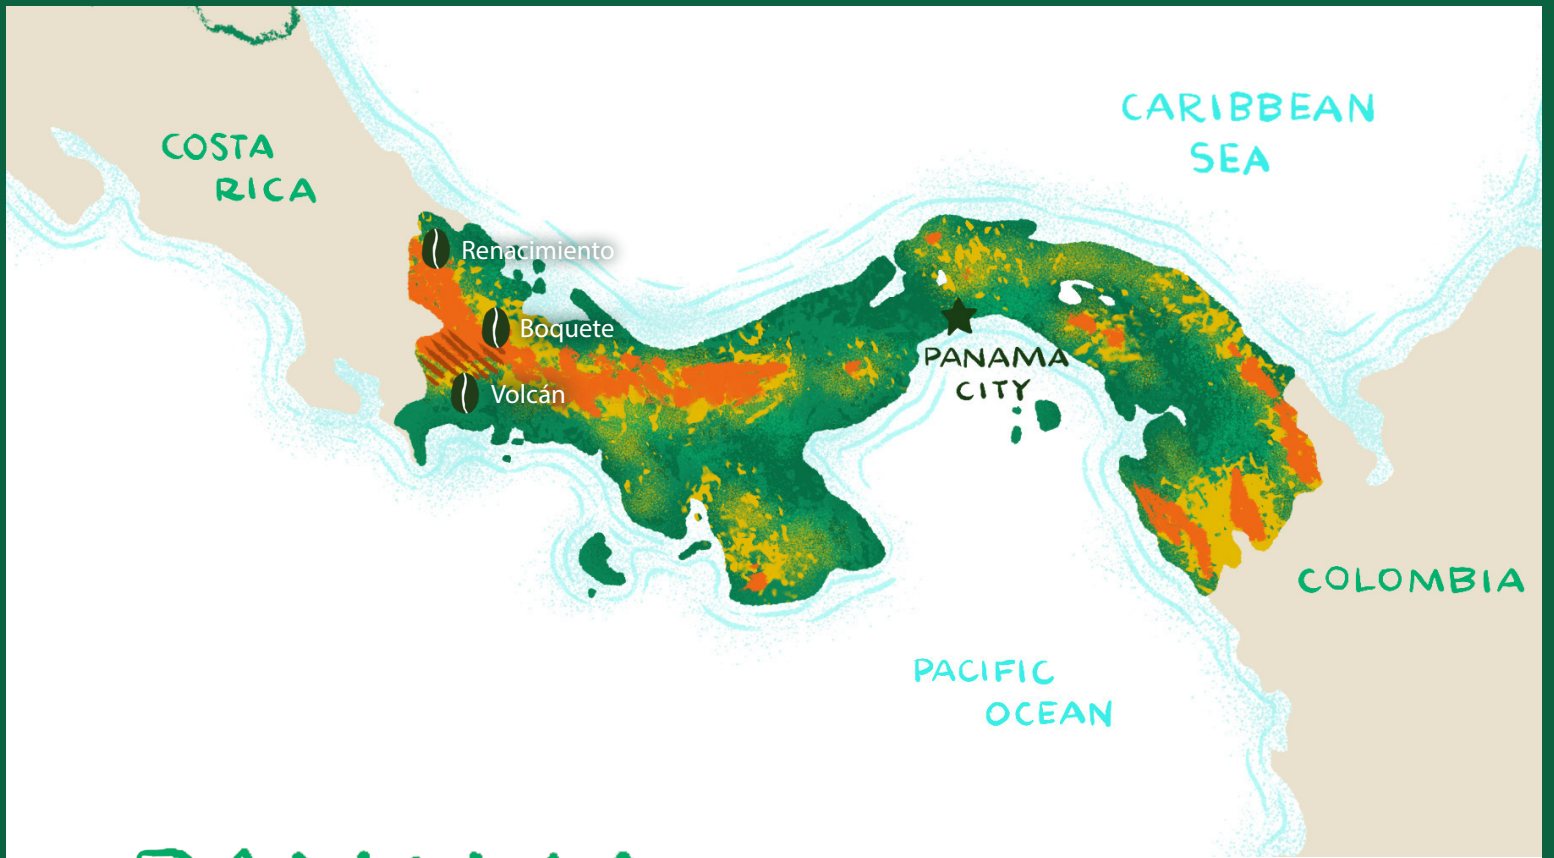 CARIBBEAN
SEA
COSTA
RICA
Renacimiento
Boquete
Volcán
PANAMA
CITY
COLOMBIA
PACIFIC
OCEAN